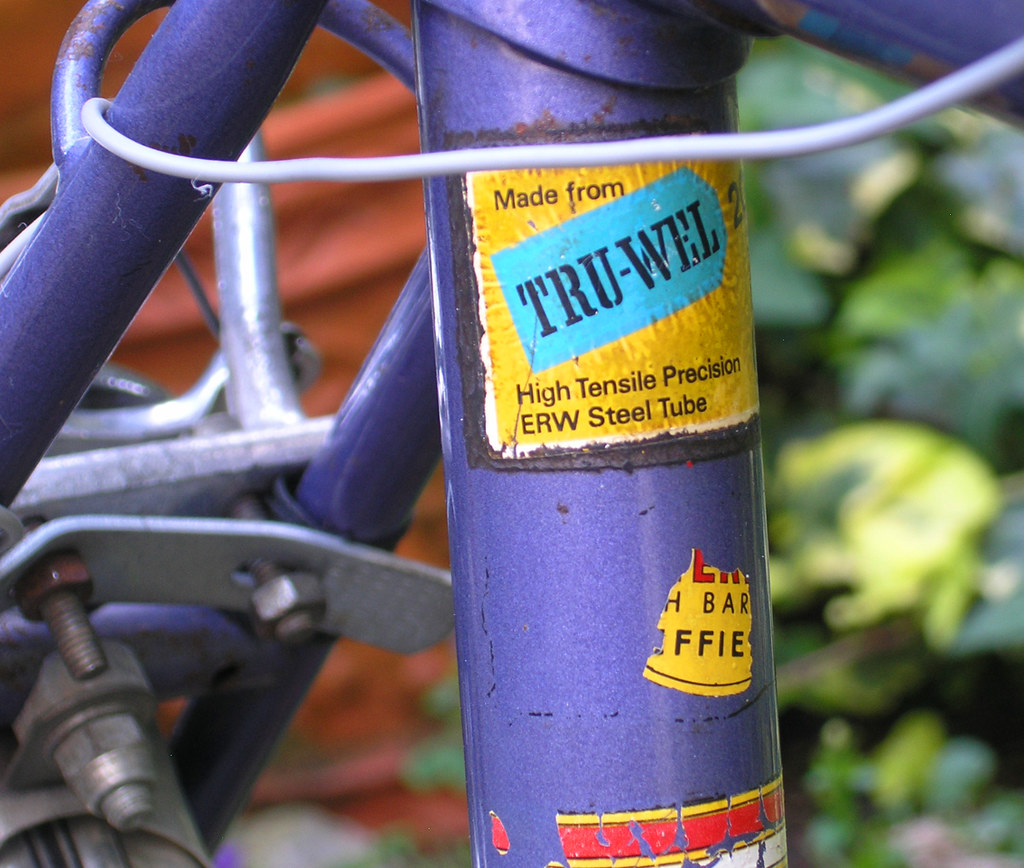 Made from
TRU-WEL
High Tensile Precision
ERW Steel Tube
H BAR
FFIE